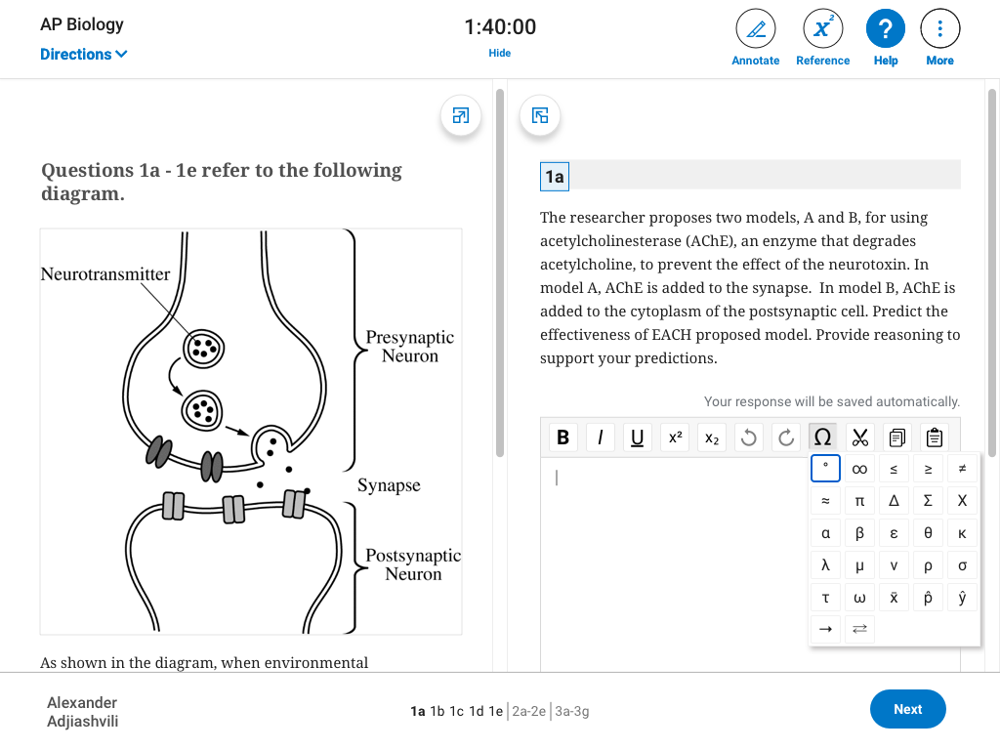 AP Biology
Directions
1:40:00
Hide
Annotate
x²
Reference
?
Help
More
Questions 1a - 1e refer to the following
diagram.
Neurotransmitter
Presynaptic
Neuron
Synapse
Postsynaptic
Neuron
As shown in the diagram, when environmental
1a
The researcher proposes two models, A and B, for using
acetylcholinesterase (AChE), an enzyme that degrades
acetylcholine, to prevent the effect of the neurotoxin. In
model A, AChE is added to the synapse.  In model B, AChE is
added to the cytoplasm of the postsynaptic cell. Predict the
effectiveness of EACH proposed model. Provide reasoning to
support your predictions.
Your response will be saved automatically.
B I U x² x₂ Ω
° ∞ ≤ ≥ ≠
≈ π Δ Σ Χ
α β ε θ κ
λ μ ν ρ σ
τ ω x̄ p̂ ŷ
→ ⇄
Alexander
Adjiashvili
1a 1b 1c 1d 1e | 2a-2e | 3a-3g
Next